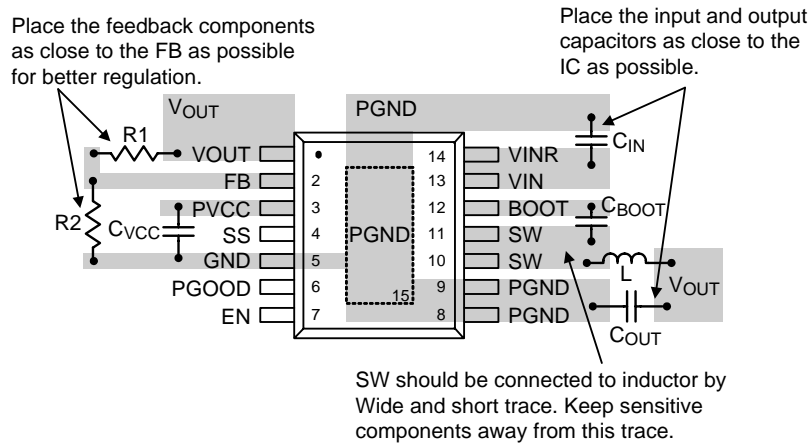 Place the feedback components
as close to the FB as possible
for better regulation.
Place the input and output
capacitors as close to the
IC as possible.
VOUT
PGND
R1
CIN
VOUT
14
VINR
FB
2
13
VIN
PVCC
3
12
BOOT
CBOOT
R2
CVCC
SS
4
PGND
11
SW
GND
5
10
SW
L
VOUT
PGOOD
6
15
9
PGND
EN
7
8
PGND
COUT
SW should be connected to inductor by
Wide and short trace. Keep sensitive
components away from this trace.